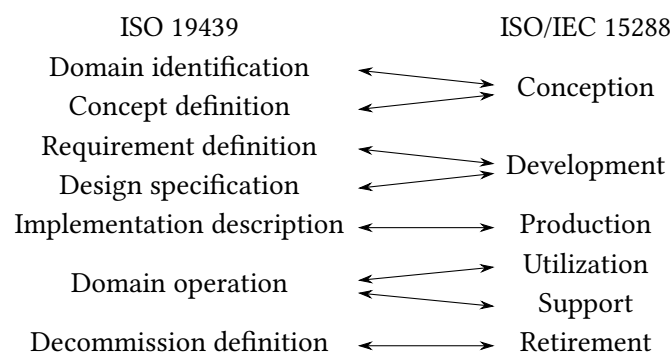 ISO 19439
ISO/IEC 15288
Domain identification
Conception
Concept definition
Requirement definition
Development
Design specification
Implementation description
Production
Utilization
Domain operation
Support
Decommission definition
Retirement